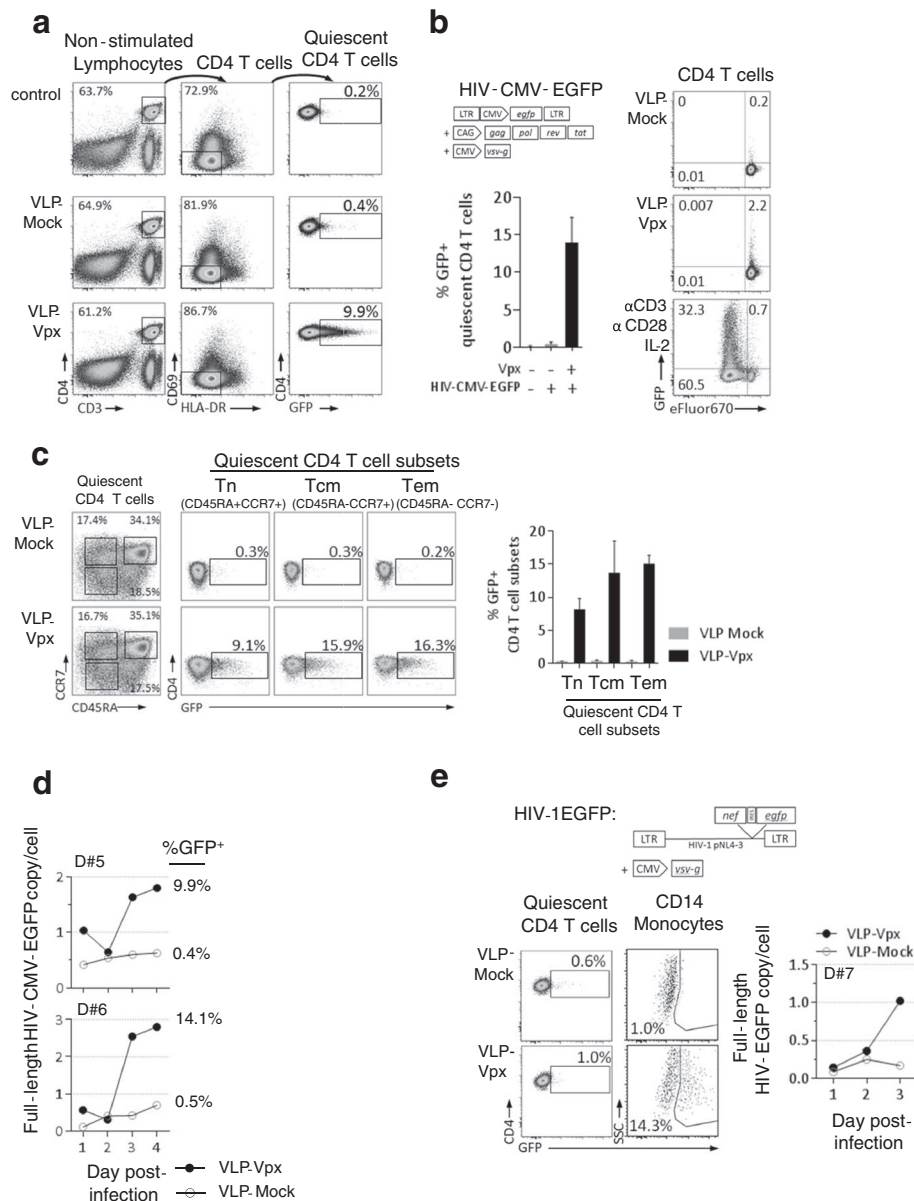 a
Non-stimulated
Lymphocytes
CD4 T cells
Quiescent
CD4 T cells
control
63.7%
72.9%
0.2%
VLP-
Mock
64.9%
81.9%
0.4%
VLP-
Vpx
61.2%
86.7%
9.9%
CD4
CD3
CD69
HLA-DR
CD4
GFP
b
HIV-CMV-EGFP
LTR CMV egfp LTR
+ CAG gag pol rev tat
+ CMV vsv-g
% GFP+
quiescent CD4 T cells
20
15
10
5
0
Vpx - - +
HIV-CMV-EGFP - + +
CD4 T cells
VLP-
Mock
0
0.2
0.01
VLP-
Vpx
0.007
2.2
0.01
αCD3
α CD28
IL-2
32.3
0.7
60.5
GFP
eFluor670
c
Quiescent
CD4 T cells
Quiescent CD4 T cell subsets
Tn
(CD45RA+CCR7+)
Tcm
(CD45RA-CCR7+)
Tem
(CD45RA- CCR7-)
VLP-
Mock
17.4%
34.1%
18.5%
0.3%
0.3%
0.2%
VLP-
Vpx
16.7%
35.1%
17.5%
9.1%
15.9%
16.3%
CCR7
CD45RA
CD4
GFP
% GFP+
CD4 T cell subsets
20
15
10
5
0
Tn Tcm Tem
Quiescent CD4 T
cell subsets
VLP Mock
VLP-Vpx
d
Full-length HIV-CMV-EGFP copy/cell
%GFP+
D#5
2
1
0
9.9%
0.4%
D#6
3
2
1
0
14.1%
0.5%
1 2 3 4
Day post-
infection
VLP-Vpx
VLP-Mock
e
HIV-1EGFP:
nef egfp
LTR HIV-1 pNL4-3 LTR
+ CMV vsv-g
Quiescent
CD4 T cells
CD14
Monocytes
VLP-
Mock
0.6%
1.0%
VLP-
Vpx
1.0%
14.3%
CD4
SSC
GFP
VLP-Vpx
VLP-Mock
Full-length
HIV-EGFP copy/cell
D#7
1.5
1.0
0.5
0.0
1 2 3
Day post-
infection